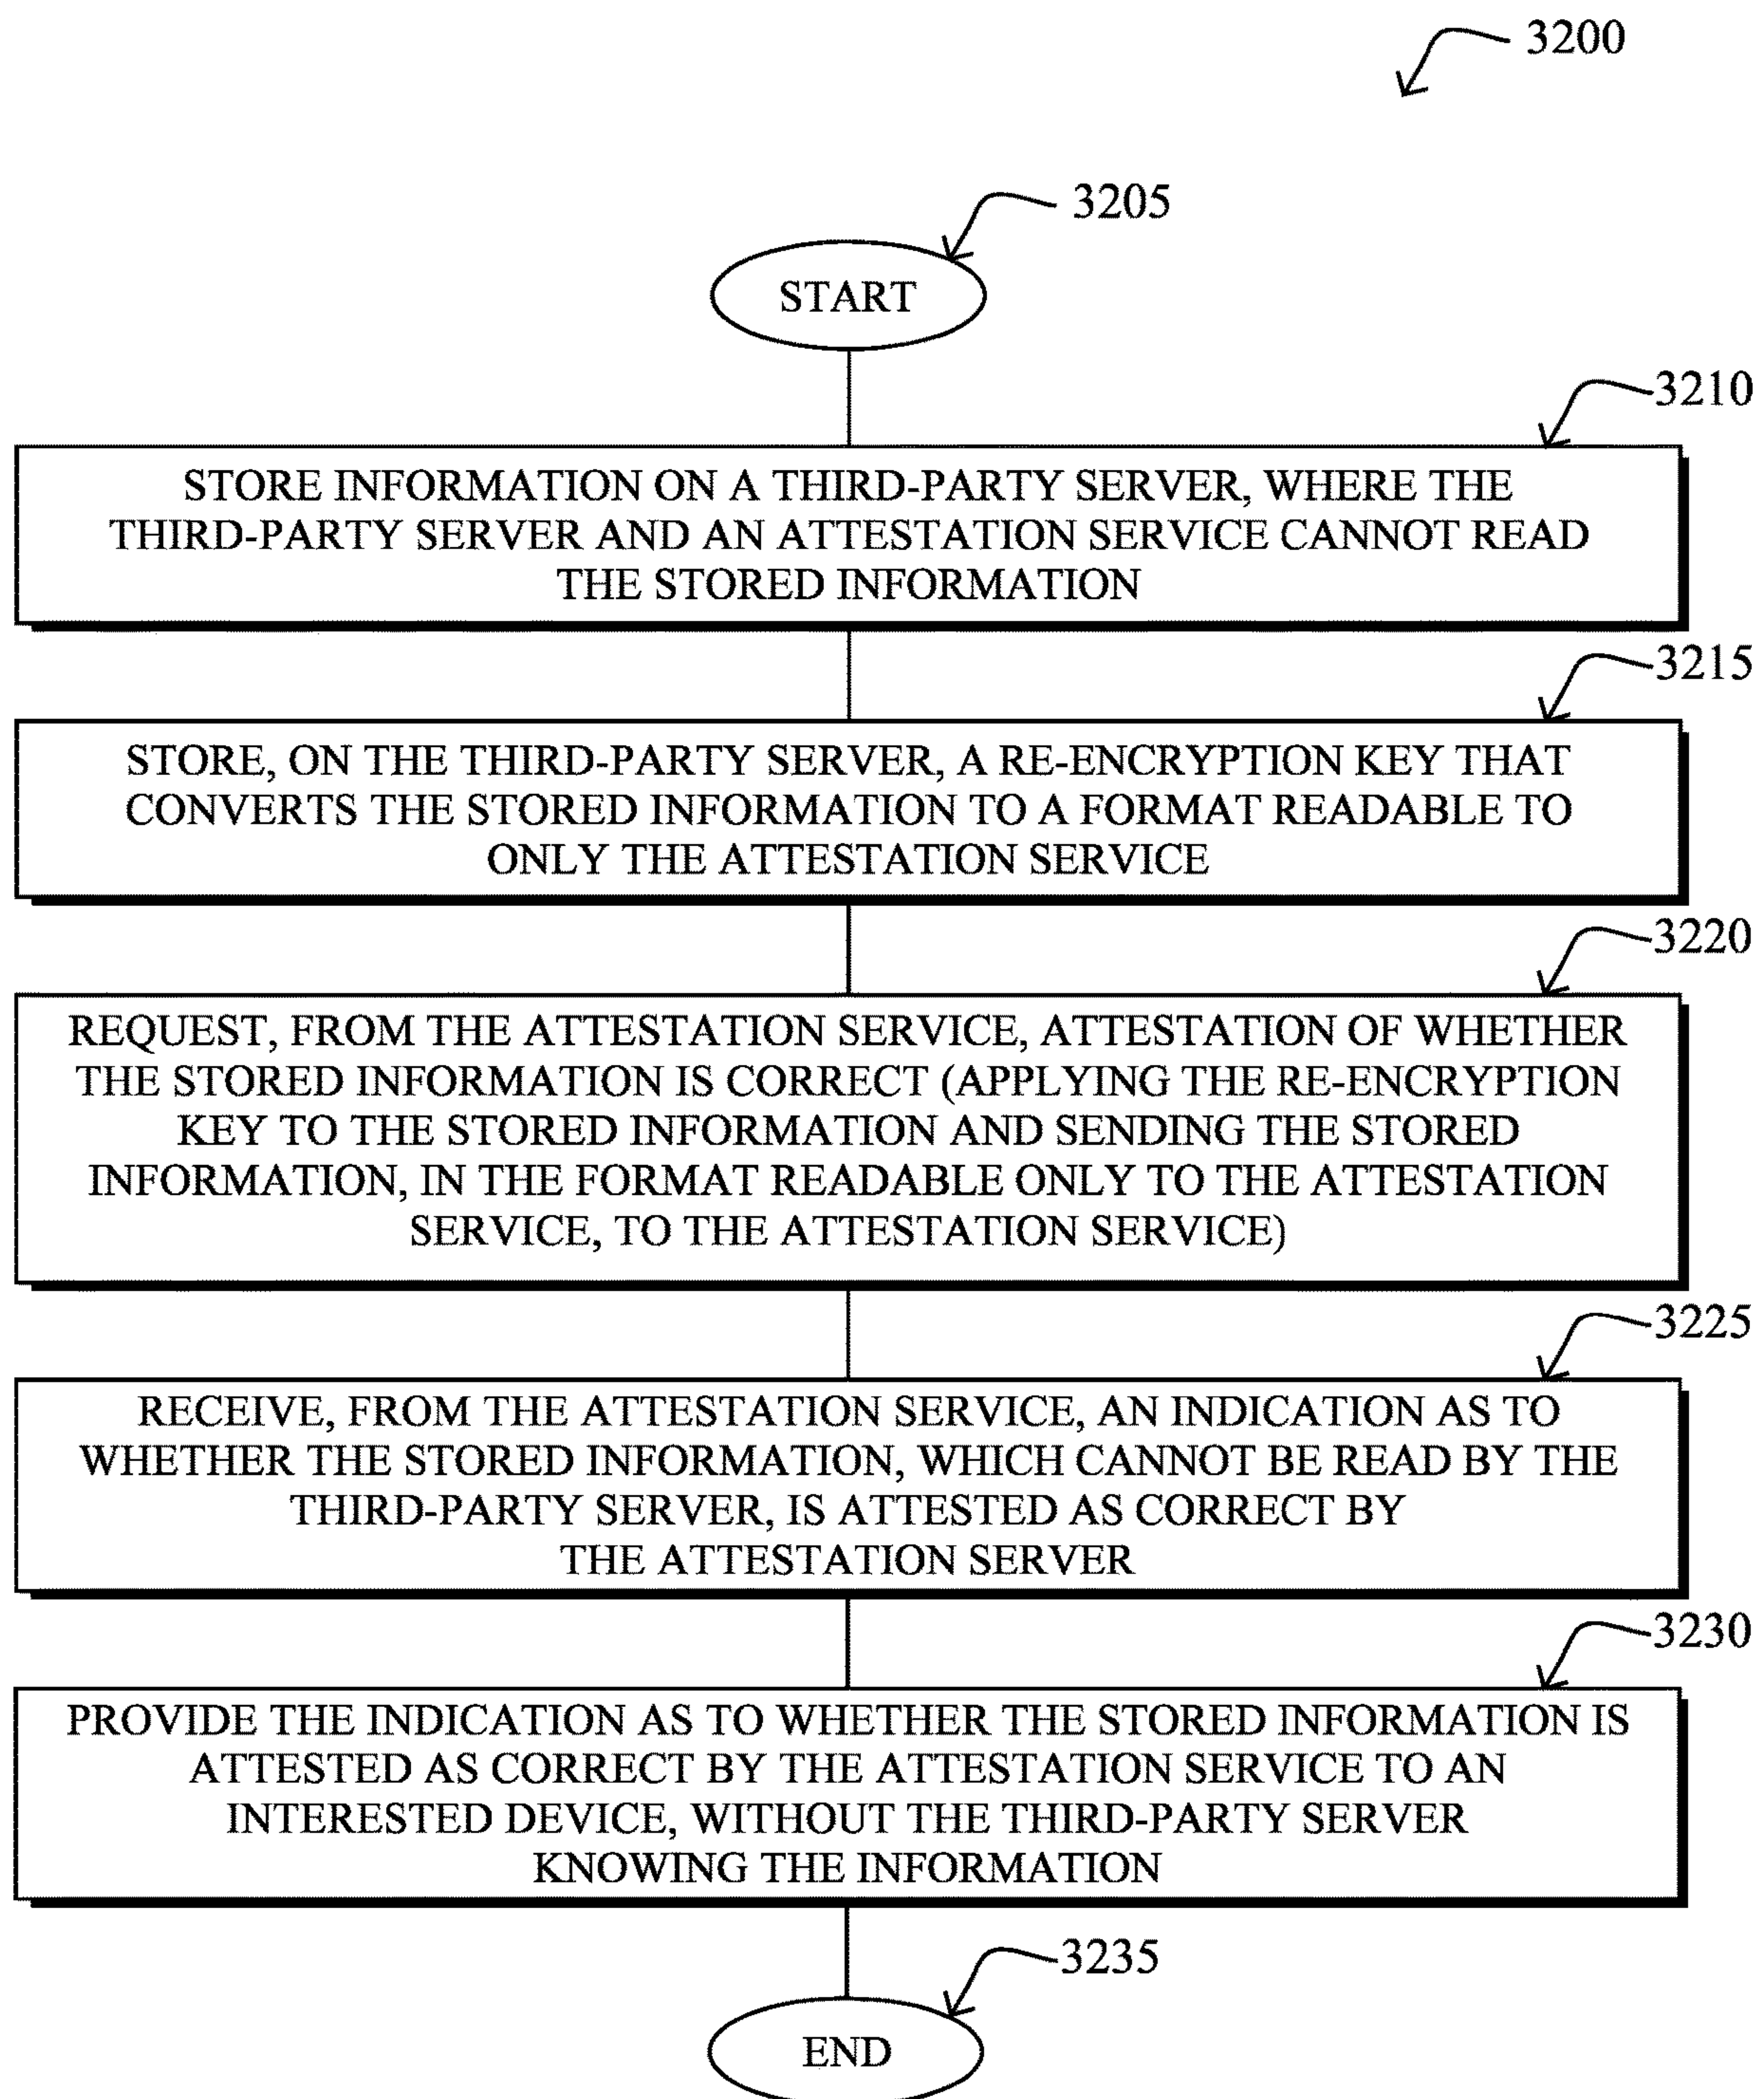 3200
3205
START
3210
STORE INFORMATION ON A THIRD-PARTY SERVER, WHERE THE
THIRD-PARTY SERVER AND AN ATTESTATION SERVICE CANNOT READ
THE STORED INFORMATION
3215
STORE, ON THE THIRD-PARTY SERVER, A RE-ENCRYPTION KEY THAT
CONVERTS THE STORED INFORMATION TO A FORMAT READABLE TO
ONLY THE ATTESTATION SERVICE
3220
REQUEST, FROM THE ATTESTATION SERVICE, ATTESTATION OF WHETHER
THE STORED INFORMATION IS CORRECT (APPLYING THE RE-ENCRYPTION
KEY TO THE STORED INFORMATION AND SENDING THE STORED
INFORMATION, IN THE FORMAT READABLE ONLY TO THE ATTESTATION
SERVICE, TO THE ATTESTATION SERVICE)
3225
RECEIVE, FROM THE ATTESTATION SERVICE, AN INDICATION AS TO
WHETHER THE STORED INFORMATION, WHICH CANNOT BE READ BY THE
THIRD-PARTY SERVER, IS ATTESTED AS CORRECT BY
THE ATTESTATION SERVER
3230
PROVIDE THE INDICATION AS TO WHETHER THE STORED INFORMATION IS
ATTESTED AS CORRECT BY THE ATTESTATION SERVICE TO AN
INTERESTED DEVICE, WITHOUT THE THIRD-PARTY SERVER
KNOWING THE INFORMATION
3235
END